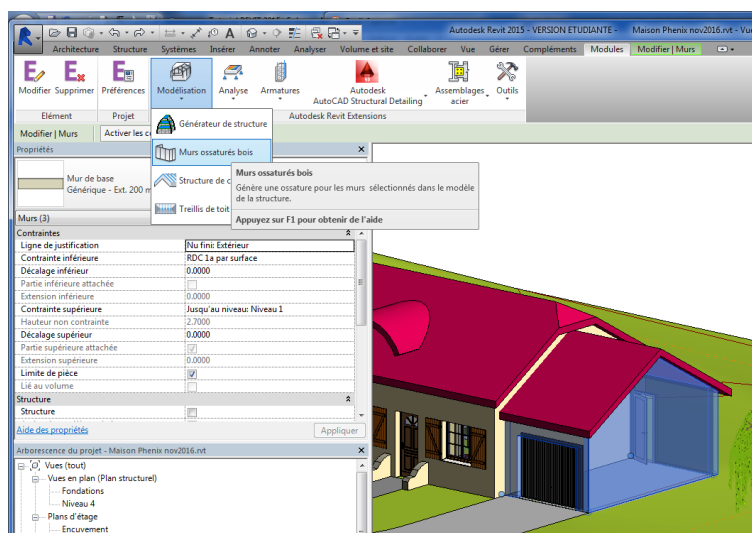 Autodesk Revit 2015 - VERSION ETUDIANTE - Maison Phenix nov2016.rvt - Vue
Architecture Structure Systèmes Insérer Annoter Analyser Volume et site Collaborer Vue Gérer Compléments Modules Modifier | Murs
Modifier Supprimer Préférences Modélisation Analyse Armatures Autodesk AutoCAD Structural Detailing Assemblages acier Outils
Elément Projet Autodesk Revit Extensions
Générateur de structure
Murs ossaturés bois
Structure de c
Treillis de toit
Murs ossaturés bois
Génère une ossature pour les murs sélectionnés dans le modèle
de la structure.
Appuyez sur F1 pour obtenir de l'aide
Modifier | Murs Activer les c
Propriétés
Mur de base
Générique - Ext. 200 m
Murs (3)
Contraintes
Ligne de justification Nu fini: Extérieur
Contrainte inférieure RDC 1a par surface
Décalage inférieur 0.0000
Partie inférieure attachée
Extension inférieure 0.0000
Contrainte supérieure Jusqu'au niveau: Niveau 1
Hauteur non contrainte 2.7000
Décalage supérieur 0.0000
Partie supérieure attachée
Extension supérieure 0.0000
Limite de pièce
Lié au volume
Structure
Structure
Aide des propriétés Appliquer
Arborescence du projet - Maison Phenix nov2016.rvt
Vues (tout)
Vues en plan (Plan structurel)
Fondations
Niveau 4
Plans d'étage
Encuvement